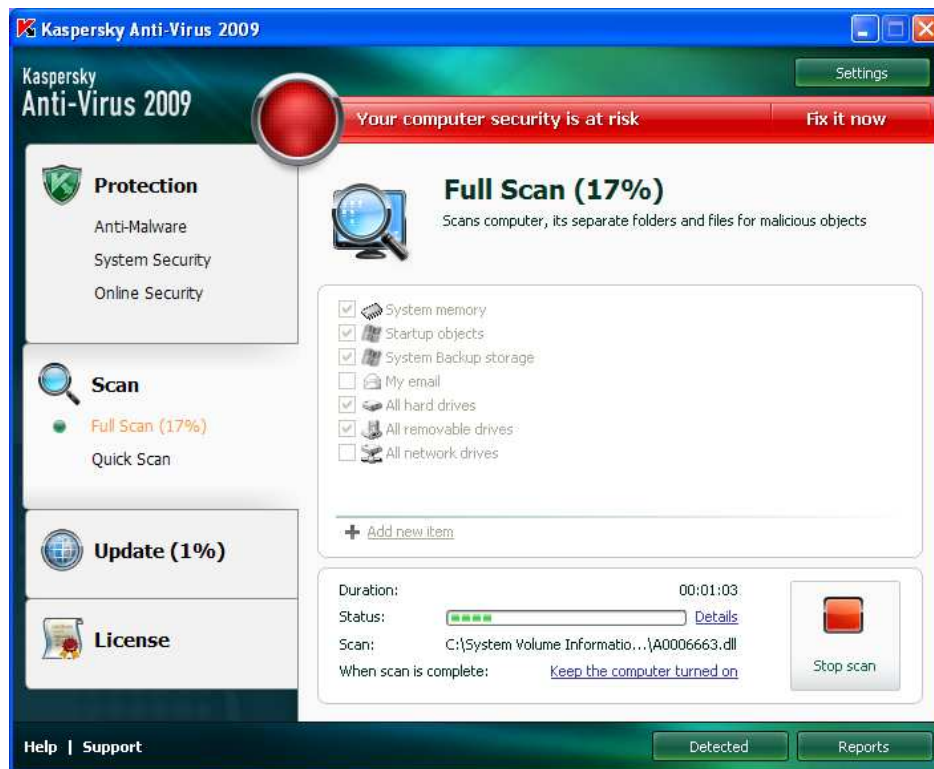 Kaspersky Anti-Virus 2009
Kaspersky
Anti-Virus 2009
Settings
Your computer security is at risk
Fix it now
Protection
Anti-Malware
System Security
Online Security
Scan
Full Scan (17%)
Quick Scan
Update (1%)
License
Full Scan (17%)
Scans computer, its separate folders and files for malicious objects
System memory
Startup objects
System Backup storage
My email
All hard drives
All removable drives
All network drives
Add new item
Duration: 00:01:03
Status: Details
Scan: C:\System Volume Informatio...\A0006663.dll
When scan is complete: Keep the computer turned on
Stop scan
Help | Support
Detected
Reports